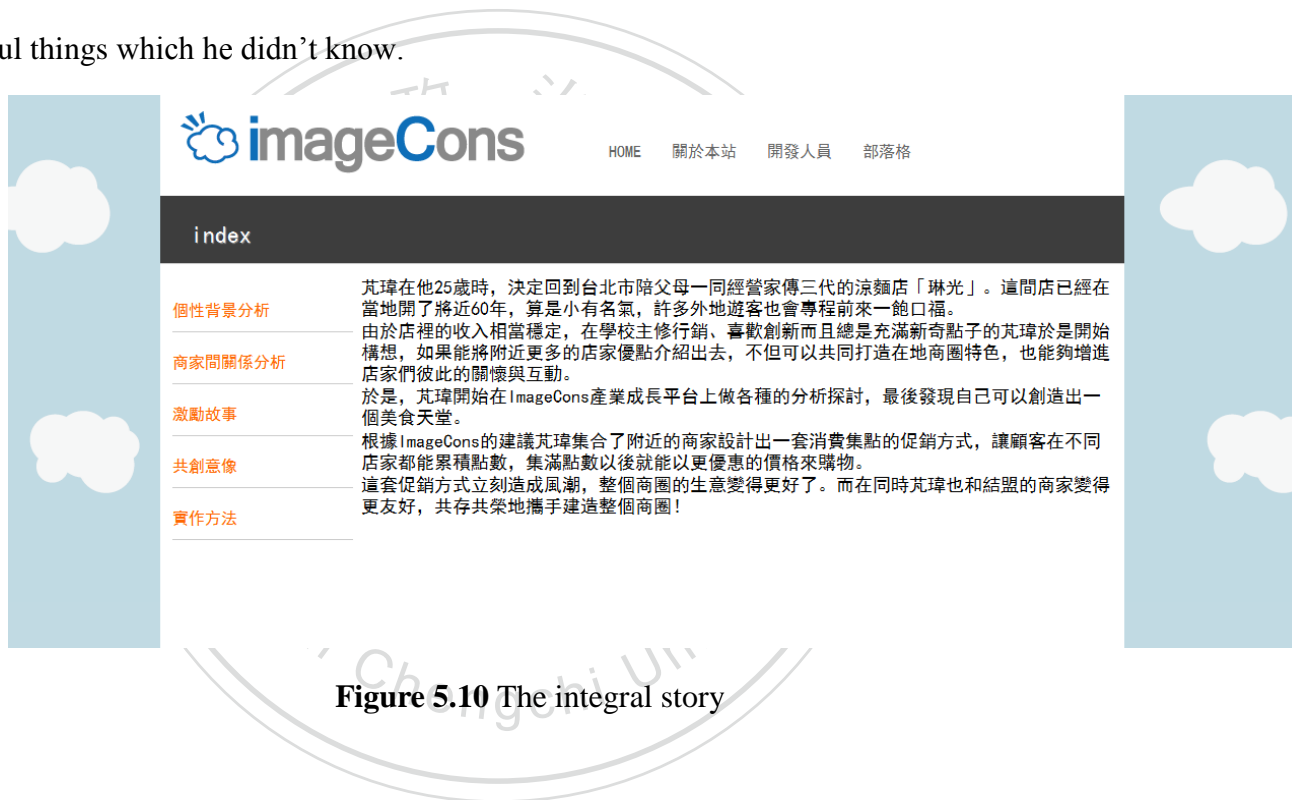 ul things which he didn't know.
政 治
imageCons
HOME 關於本站 開發人員 部落格
index
個性背景分析
商家間關係分析
激勵故事
共創意像
實作方法
芃瑋在他25歲時，決定回到台北市陪父母一同經營家傳三代的涼麵店「琳光」。這間店已經在
當地開了將近60年，算是小有名氣，許多外地遊客也會專程前來一飽口福。
由於店裡的收入相當穩定，在學校主修行銷、喜歡創新而且總是充滿新奇點子的芃瑋於是開始
構想，如果能將附近更多的店家優點介紹出去，不但可以共同打造在地商圈特色，也能夠增進
店家們彼此的關懷與互動。
於是，芃瑋開始在ImageCons產業成長平台上做各種的分析探討，最後發現自己可以創造出一
個美食天堂。
根據ImageCons的建議芃瑋集合了附近的商家設計出一套消費集點的促銷方式，讓顧客在不同
店家都能累積點數，集滿點數以後就能以更優惠的價格來購物。
這套促銷方式立刻造成風潮，整個商圈的生意變得更好了。而在同時芃瑋也和結盟的商家變得
更友好，共存共榮地攜手建造整個商圈!
Chengchi Uni
Figure 5.10 The integral story